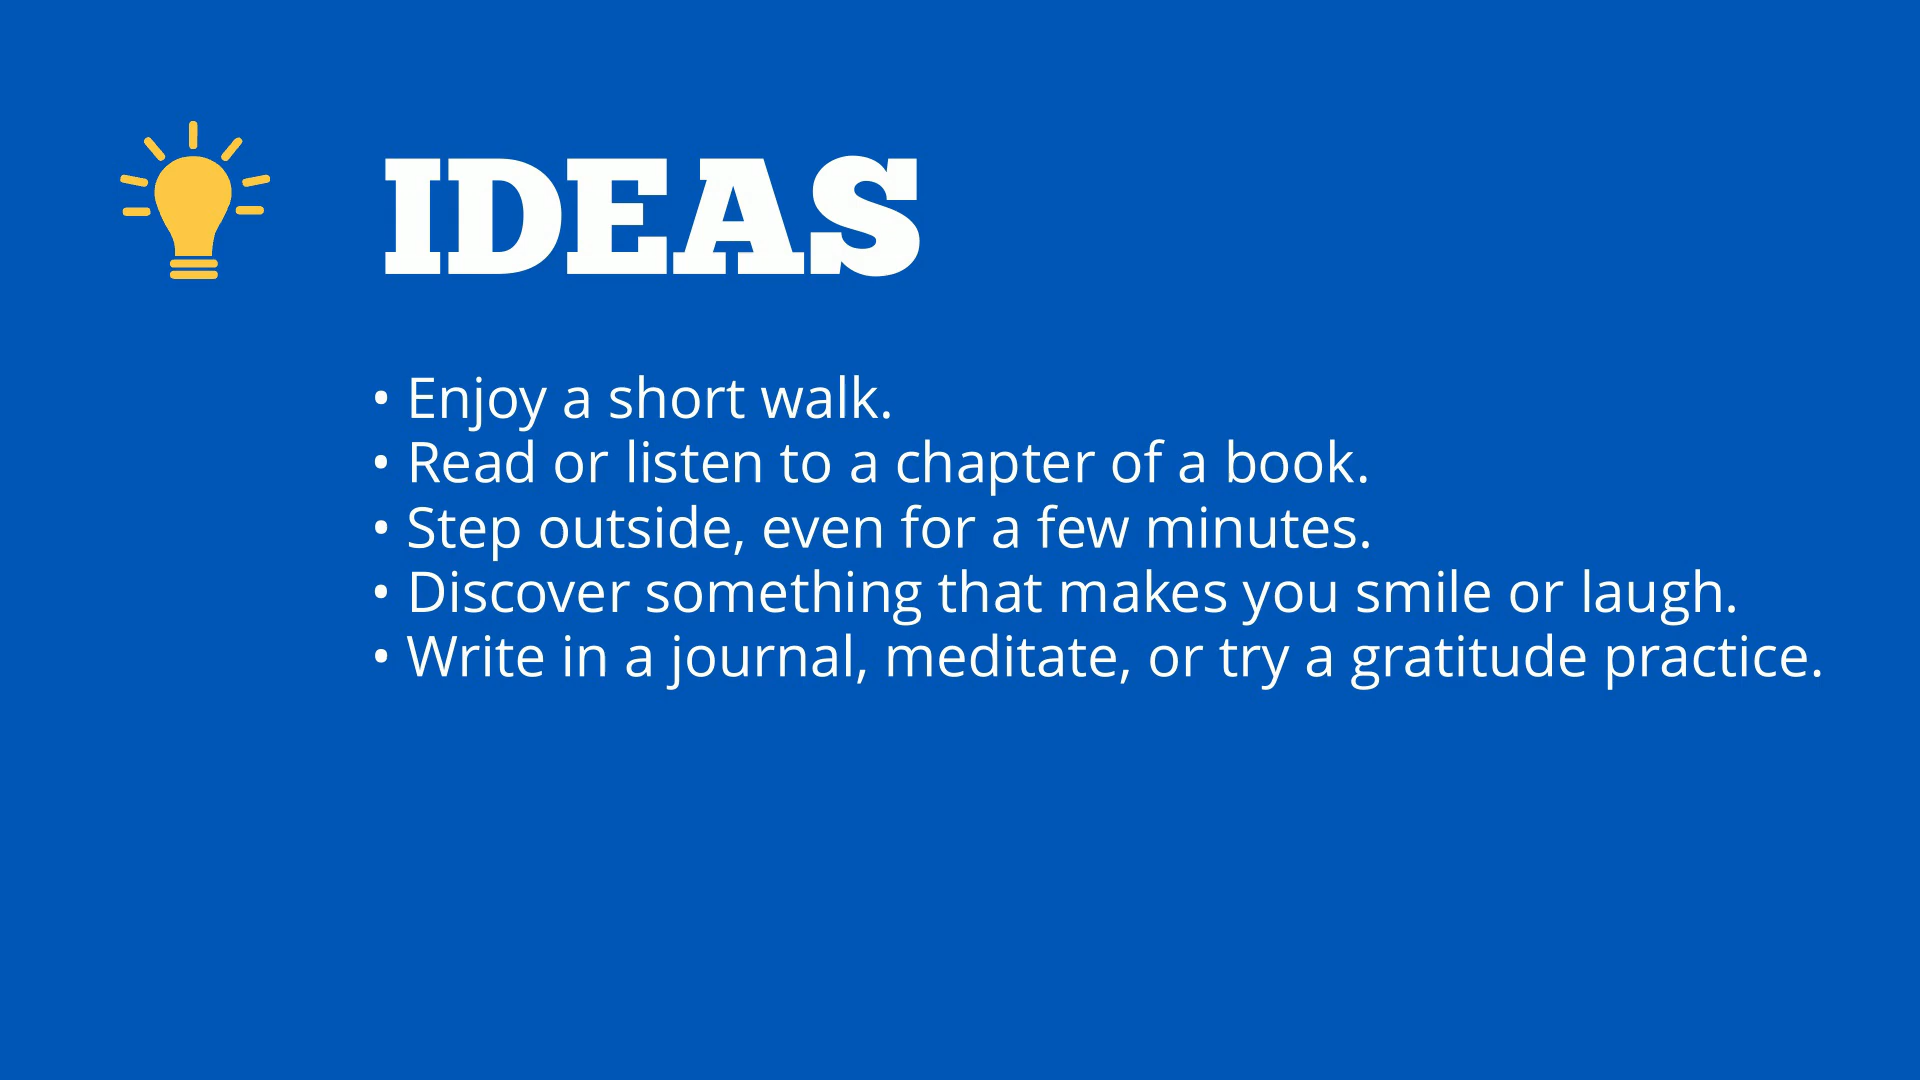 IDEAS
• Enjoy a short walk.
• Read or listen to a chapter of a book.
• Step outside, even for a few minutes.
• Discover something that makes you smile or laugh.
• Write in a journal, meditate, or try a gratitude practice.